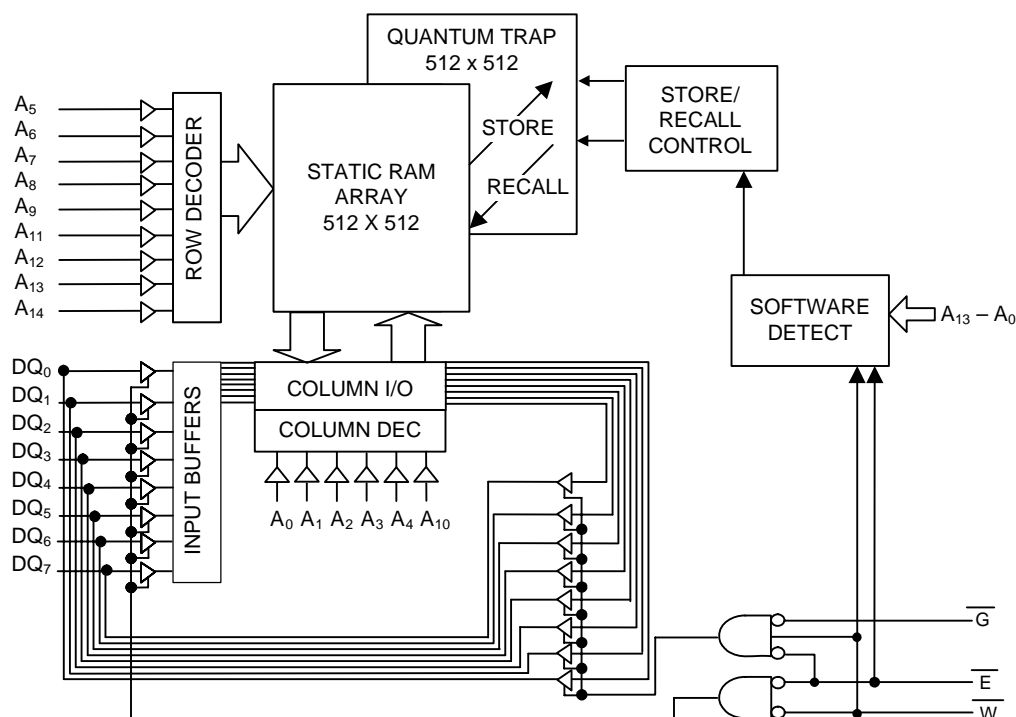 QUANTUM TRAP
512 x 512
STORE/
RECALL
CONTROL
A5
A6
A7
A8
A9
A11
A12
A13
A14
ROW DECODER
STATIC RAM
ARRAY
512 X 512
STORE
RECALL
SOFTWARE
DETECT
A13 – A0
DQ0
DQ1
DQ2
DQ3
DQ4
DQ5
DQ6
DQ7
INPUT BUFFERS
COLUMN I/O
COLUMN DEC
A0 A1 A2 A3 A4 A10
G
E
W